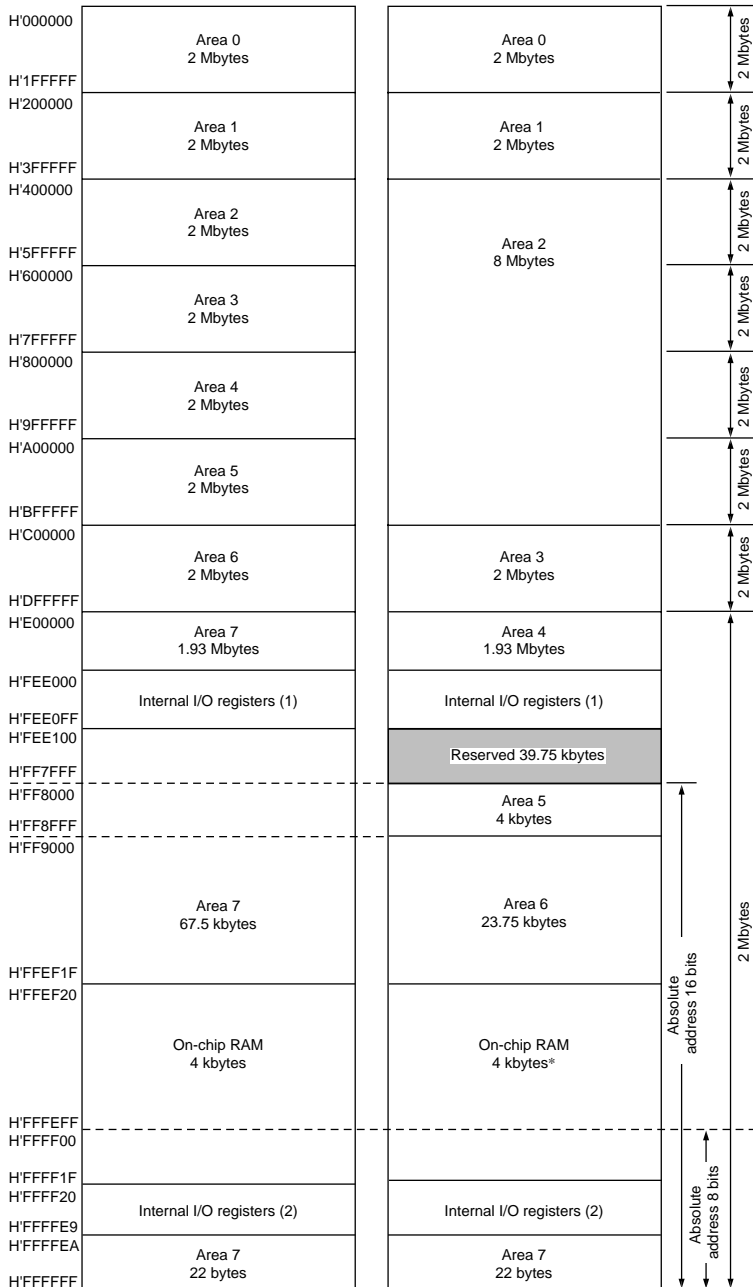 H'000000
Area 0
2 Mbytes
Area 0
2 Mbytes
2 Mbytes
H'1FFFFF
H'200000
Area 1
2 Mbytes
Area 1
2 Mbytes
2 Mbytes
H'3FFFFF
H'400000
Area 2
2 Mbytes
Area 2
8 Mbytes
2 Mbytes
H'5FFFFF
H'600000
Area 3
2 Mbytes
2 Mbytes
H'7FFFFF
H'800000
Area 4
2 Mbytes
2 Mbytes
H'9FFFFF
H'A00000
Area 5
2 Mbytes
2 Mbytes
H'BFFFFF
H'C00000
Area 6
2 Mbytes
Area 3
2 Mbytes
2 Mbytes
H'DFFFFF
H'E00000
Area 7
1.93 Mbytes
Area 4
1.93 Mbytes
H'FEE000
Internal I/O registers (1)
Internal I/O registers (1)
H'FEE0FF
H'FEE100
Reserved 39.75 kbytes
H'FF7FFF
H'FF8000
Area 5
4 kbytes
H'FF8FFF
H'FF9000
Area 7
67.5 kbytes
Area 6
23.75 kbytes
2 Mbytes
H'FFEF1F
H'FFEF20
Absolute
address 16 bits
On-chip RAM
4 kbytes
On-chip RAM
4 kbytes*
H'FFFEFF
H'FFFF00
H'FFFF1F
H'FFFF20
Internal I/O registers (2)
Internal I/O registers (2)
Absolute
address 8 bits
H'FFFFE9
H'FFFFEA
Area 7
22 bytes
Area 7
22 bytes
H'FFFFFF